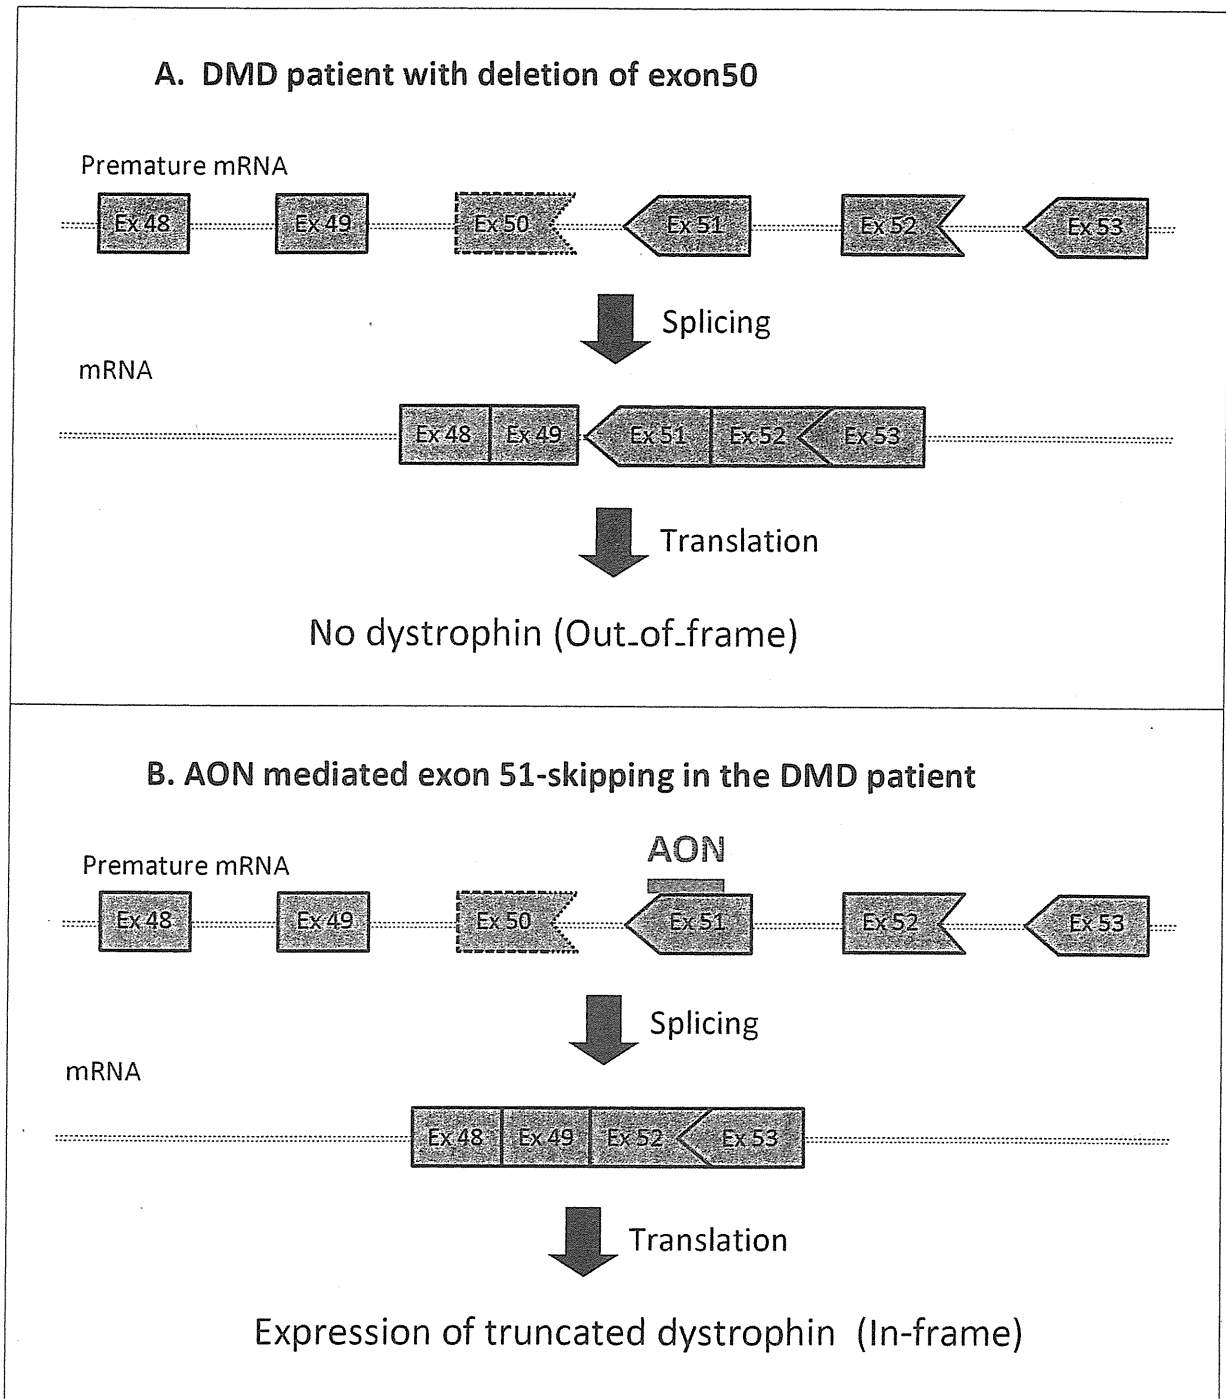 A. DMD patient with deletion of exon50
Premature mRNA
Ex 48 Ex 49 Ex 50 Ex 51 Ex 52 Ex 53
Splicing
mRNA
Ex 48 Ex 49 Ex 51 Ex 52 Ex 53
Translation
No dystrophin (Out-of-frame)
B. AON mediated exon 51-skipping in the DMD patient
AON
Premature mRNA
Ex 48 Ex 49 Ex 50 Ex 51 Ex 52 Ex 53
Splicing
mRNA
Ex 48 Ex 49 Ex 52 Ex 53
Translation
Expression of truncated dystrophin (In-frame)